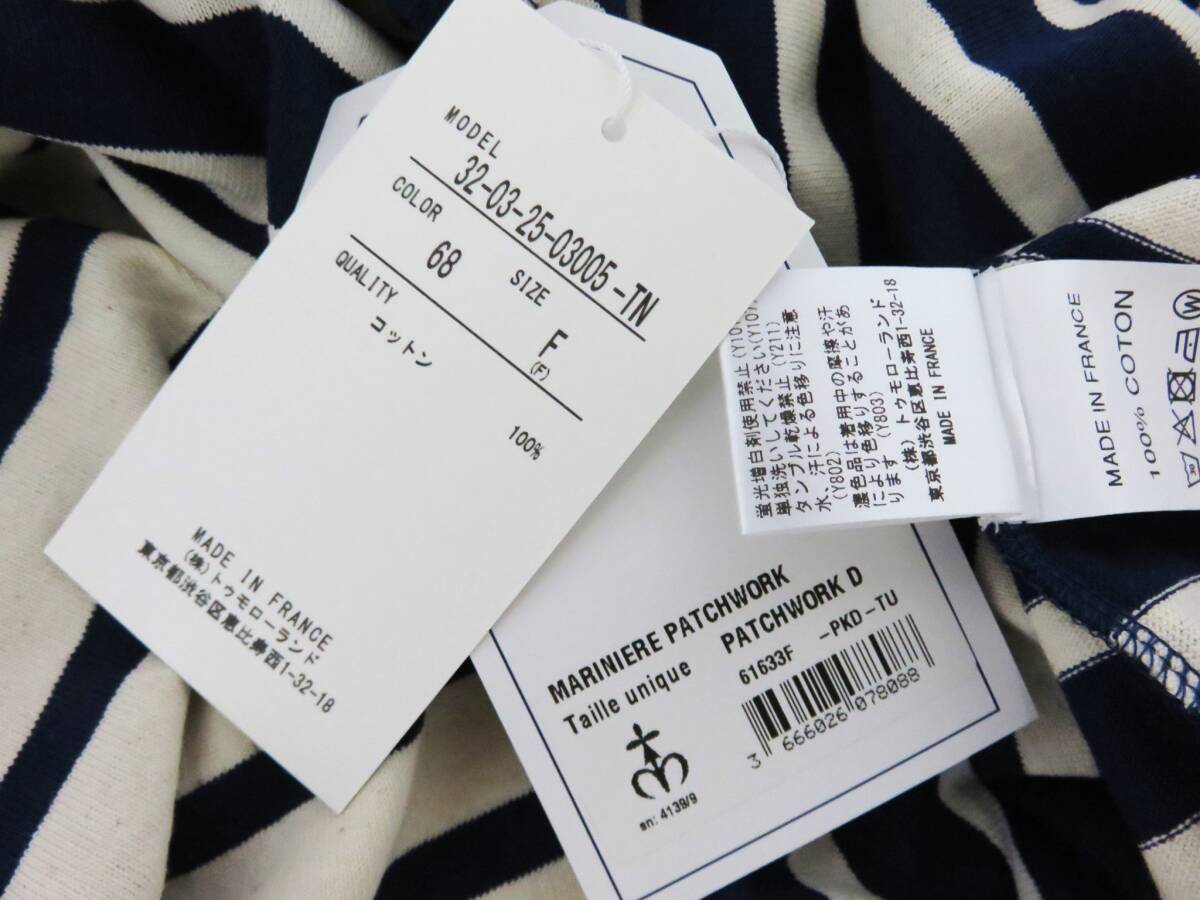 MODEL
32-03-25-03005-TN
COLOR
68
SIZE
F
(F)
QUALITY
コットン
100%
MADE IN FRANCE
(株)トゥモローランド
東京都渋谷区恵比寿西1-32-18
蛍光増白剤使用禁止(Y10
単独洗いしてください(Y107
タンブル乾燥禁止(Y211)
水、汗による色移りに注意
(Y802)
濃色品は着用中の摩擦や汗
により色移りすることがあ
ります(Y803)
(株)トゥモローランド
東京都渋谷区恵比寿西1-32-18
MADE IN FRANCE
MADE IN FRANCE
100% COTON
W
30
MARINIERE PATCHWORK
Taille unique PATCHWORK D
61633F -PKD-TU
3 666026 078088
an: 4139/9